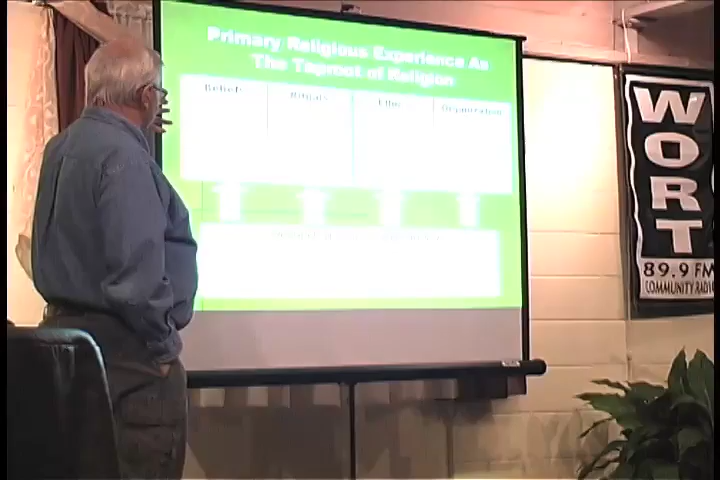 Primary Religious Experience As
The Taproot of Religion
Beliefs Rituals Ethic Organization
WORT
89.9 FM
COMMUNITY RADIO